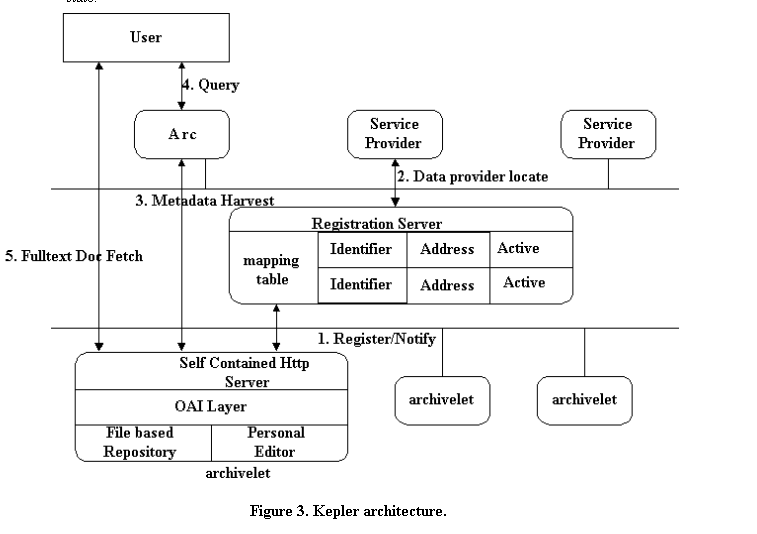 User
4. Query
Arc
Service
Provider
Service
Provider
2. Data provider locate
3. Metadata Harvest
Registration Server
mapping
table
Identifier
Address
Active
Identifier
Address
Active
5. Fulltext Doc Fetch
1. Register/Notify
Self Contained Http
Server
OAI Layer
File based
Repository
Personal
Editor
archivelet
archivelet
archivelet
Figure 3. Kepler architecture.